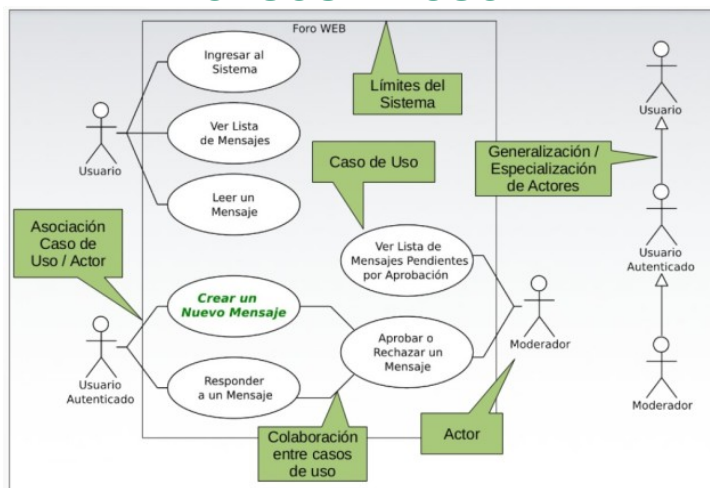 Foro WEB
Ingresar al
Sistema
Límites del
Sistema
Usuario
Ver Lista
de Mensajes
Usuario
Caso de Uso
Generalización /
Especialización
de Actores
Leer un
Mensaje
Asociación
Caso de
Uso / Actor
Ver Lista de
Mensajes Pendientes
por Aprobación
Usuario
Autenticado
Crear un
Nuevo Mensaje
Moderador
Aprobar o
Rechazar un
Mensaje
Usuario
Autenticado
Responder
a un Mensaje
Moderador
Actor
Colaboración
entre casos
de uso